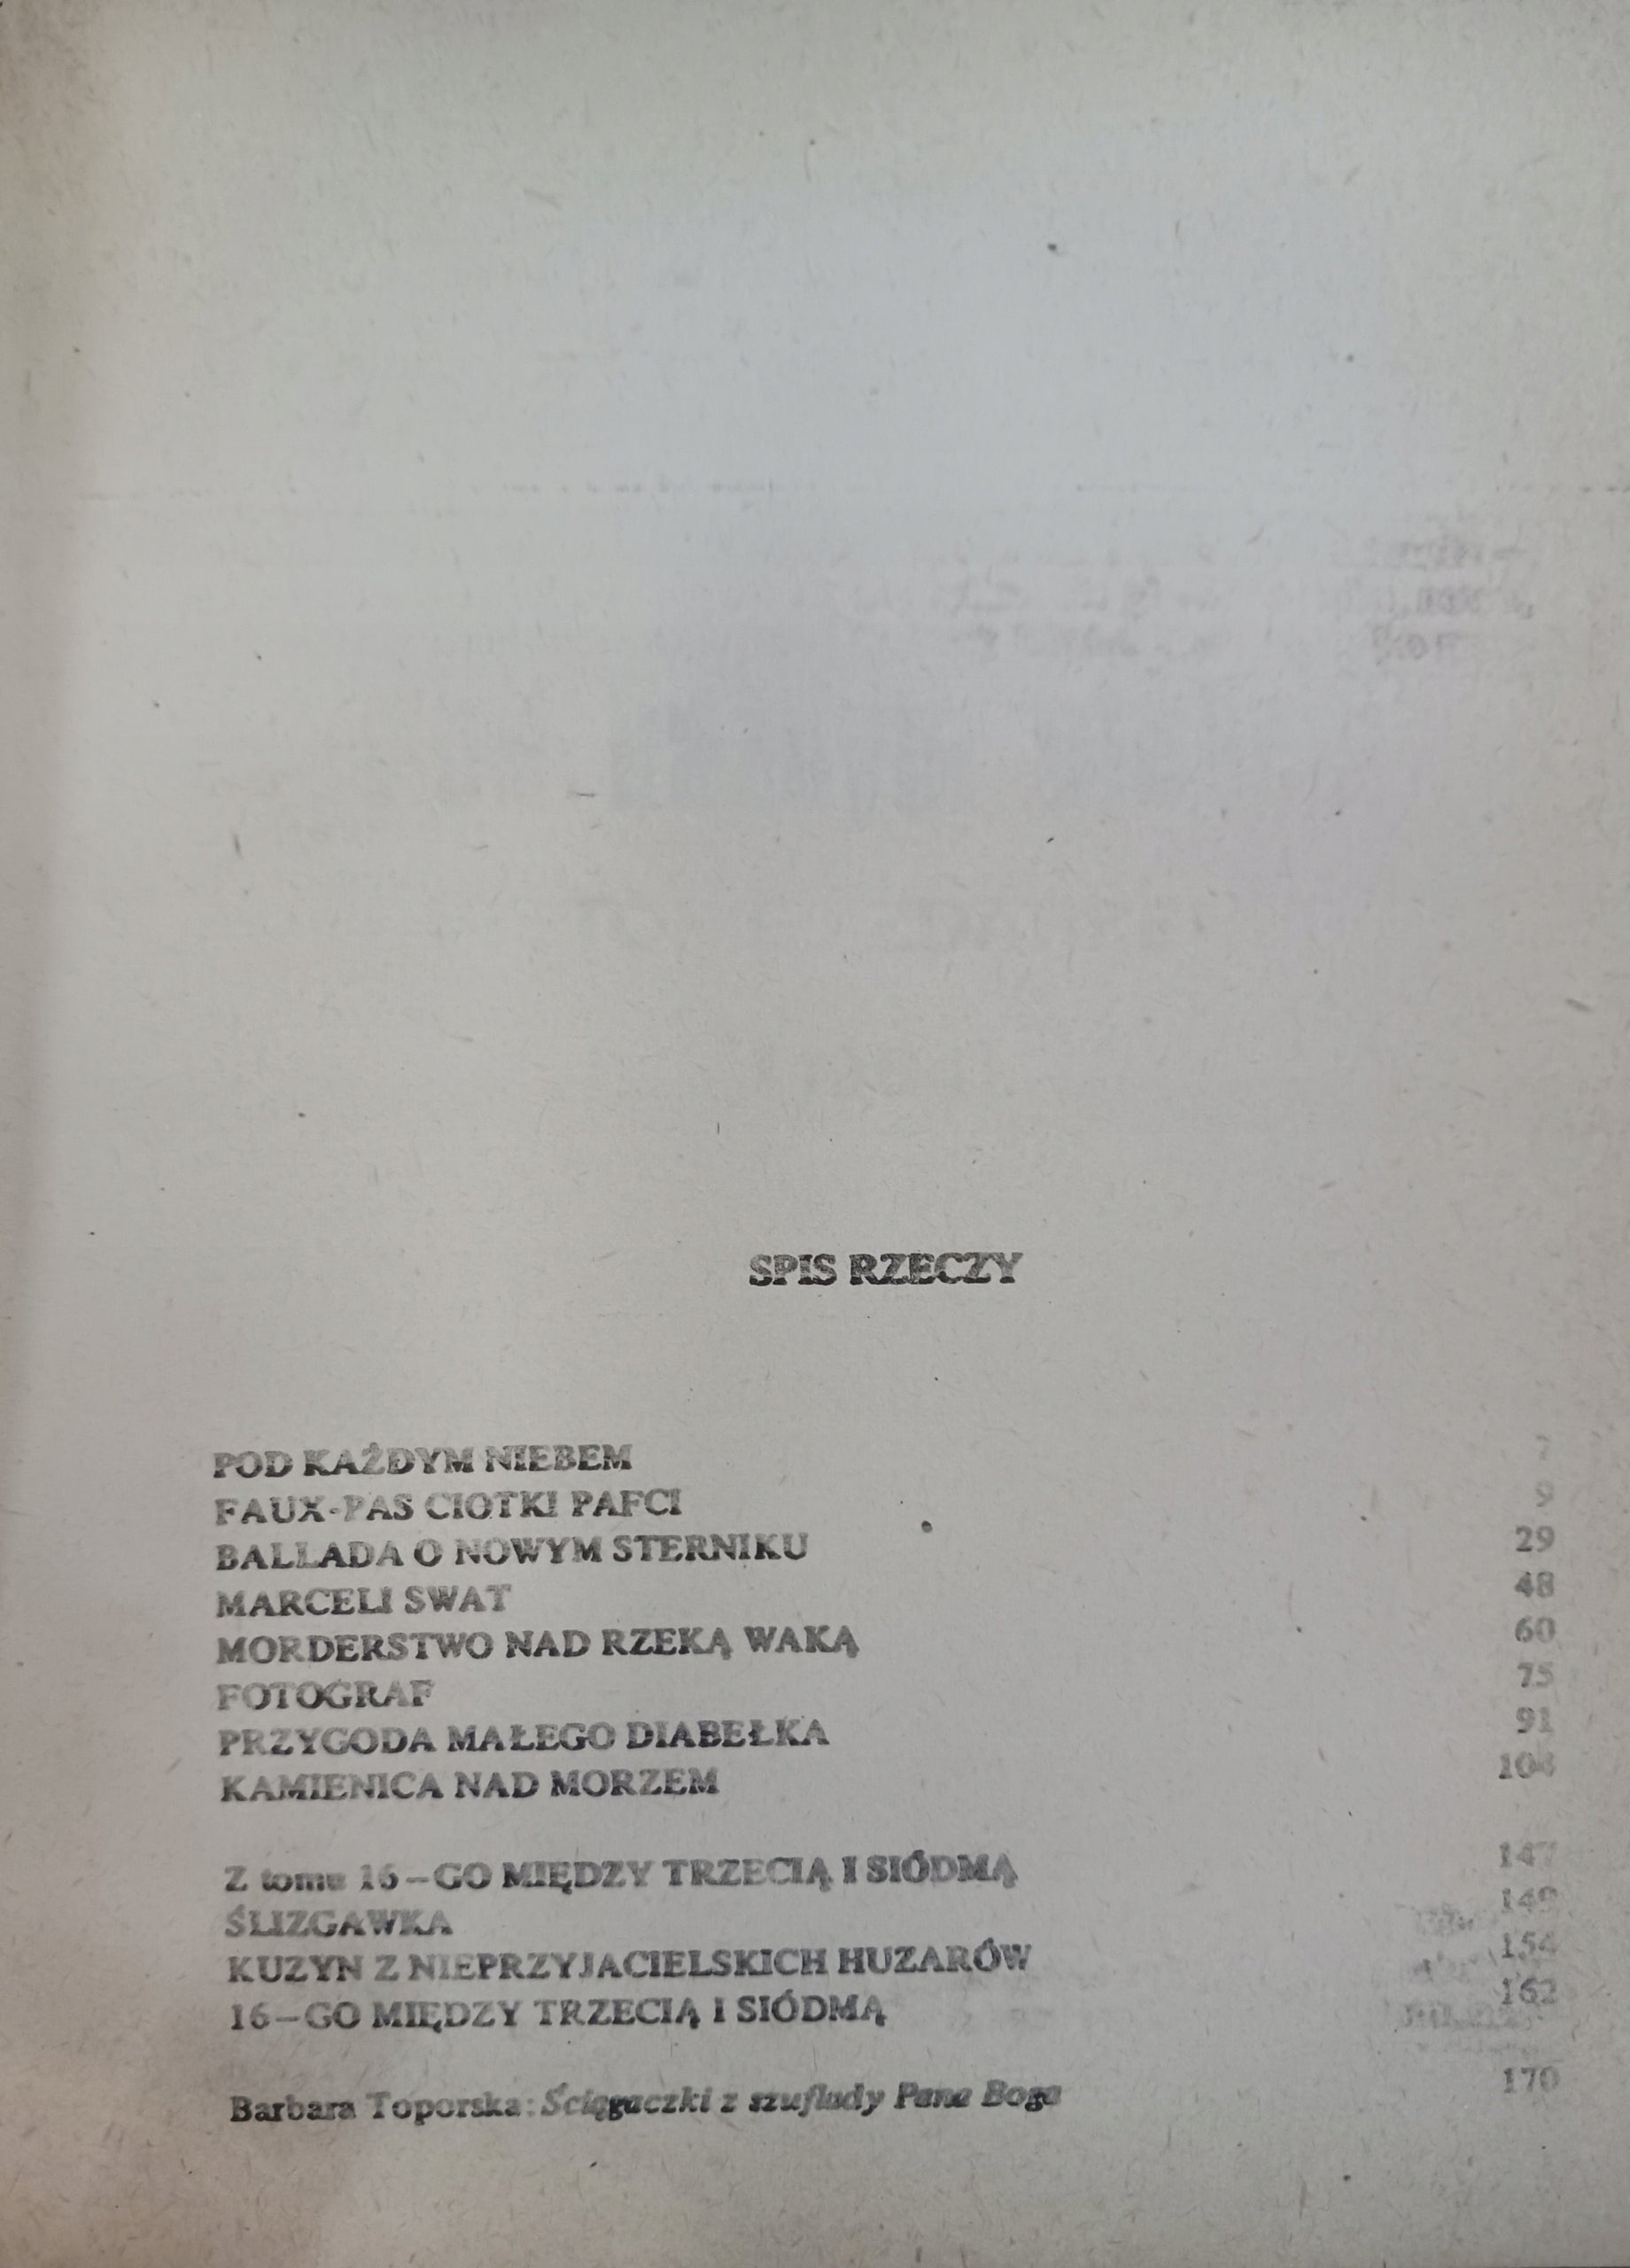 SPIS RZECZY
POD KAŻDYM NIEBEM 7
FAUX-PAS CIOTKI PAFCI 9
BALLADA O NOWYM STERNIKU 29
MARCELI SWAT 48
MORDERSTWO NAD RZEKĄ WAKĄ 60
FOTOGRAF 75
PRZYGODA MAŁEGO DIABEŁKA 91
KAMIENICA NAD MORZEM
Z tomu 16–GO MIĘDZY TRZECIĄ I SIÓDMĄ 147
ŚLIZGAWKA 149
KUZYN Z NIEPRZYJACIELSKICH HUZARÓW 154
16–GO MIĘDZY TRZECIĄ I SIÓDMĄ 162
Barbara Toporska: Ściągaczki z szuflady Pana Boga 170